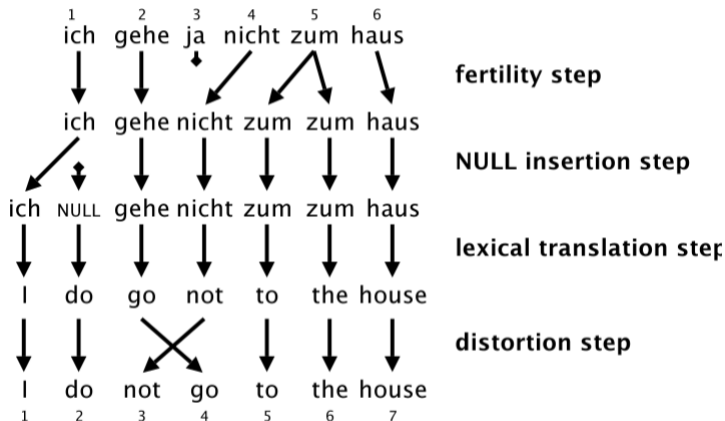 1 2 3 4 5 6
ich gehe ja nicht zum haus
fertility step
ich gehe nicht zum zum haus
NULL insertion step
ich NULL gehe nicht zum zum haus
lexical translation step
I do go not to the house
distortion step
I do not go to the house
1 2 3 4 5 6 7